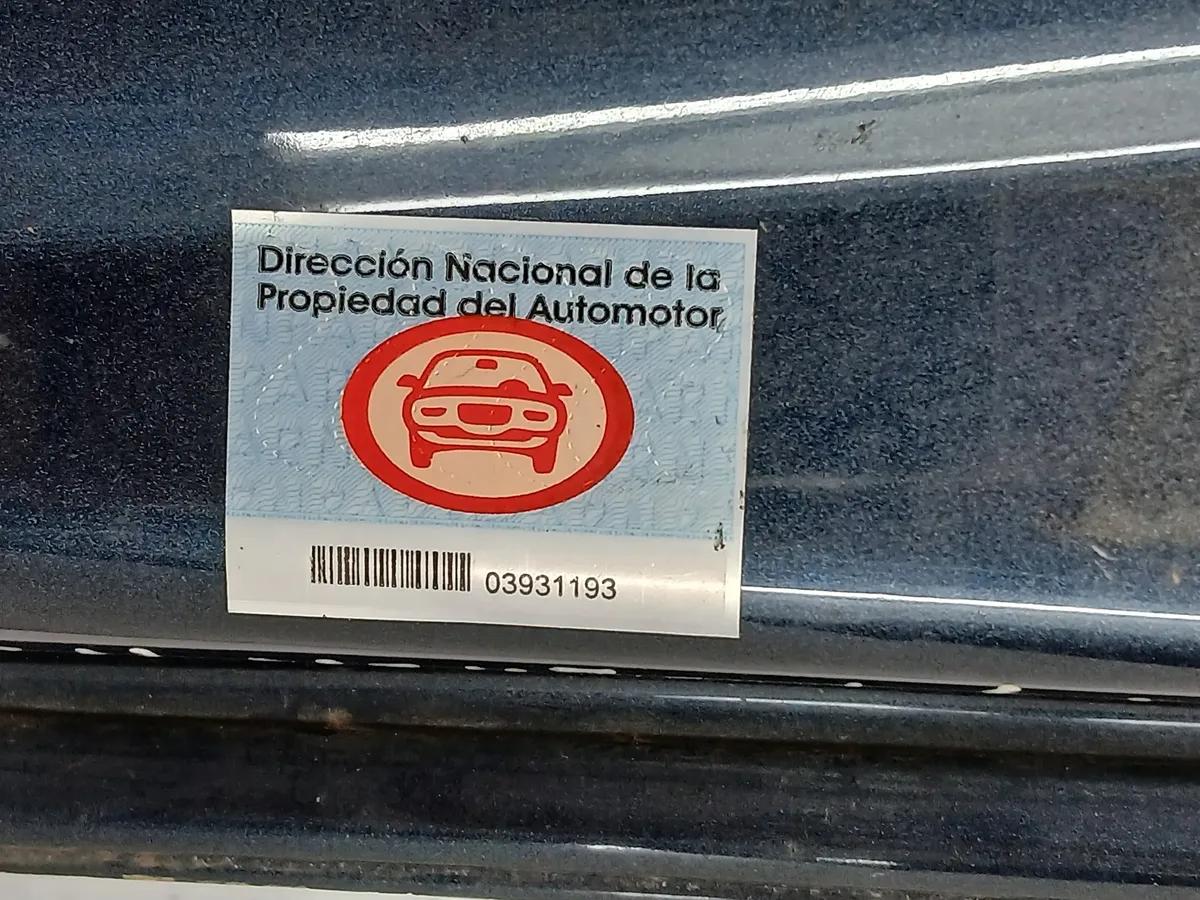 Dirección Nacional de la
Propiedad del Automotor
03931193